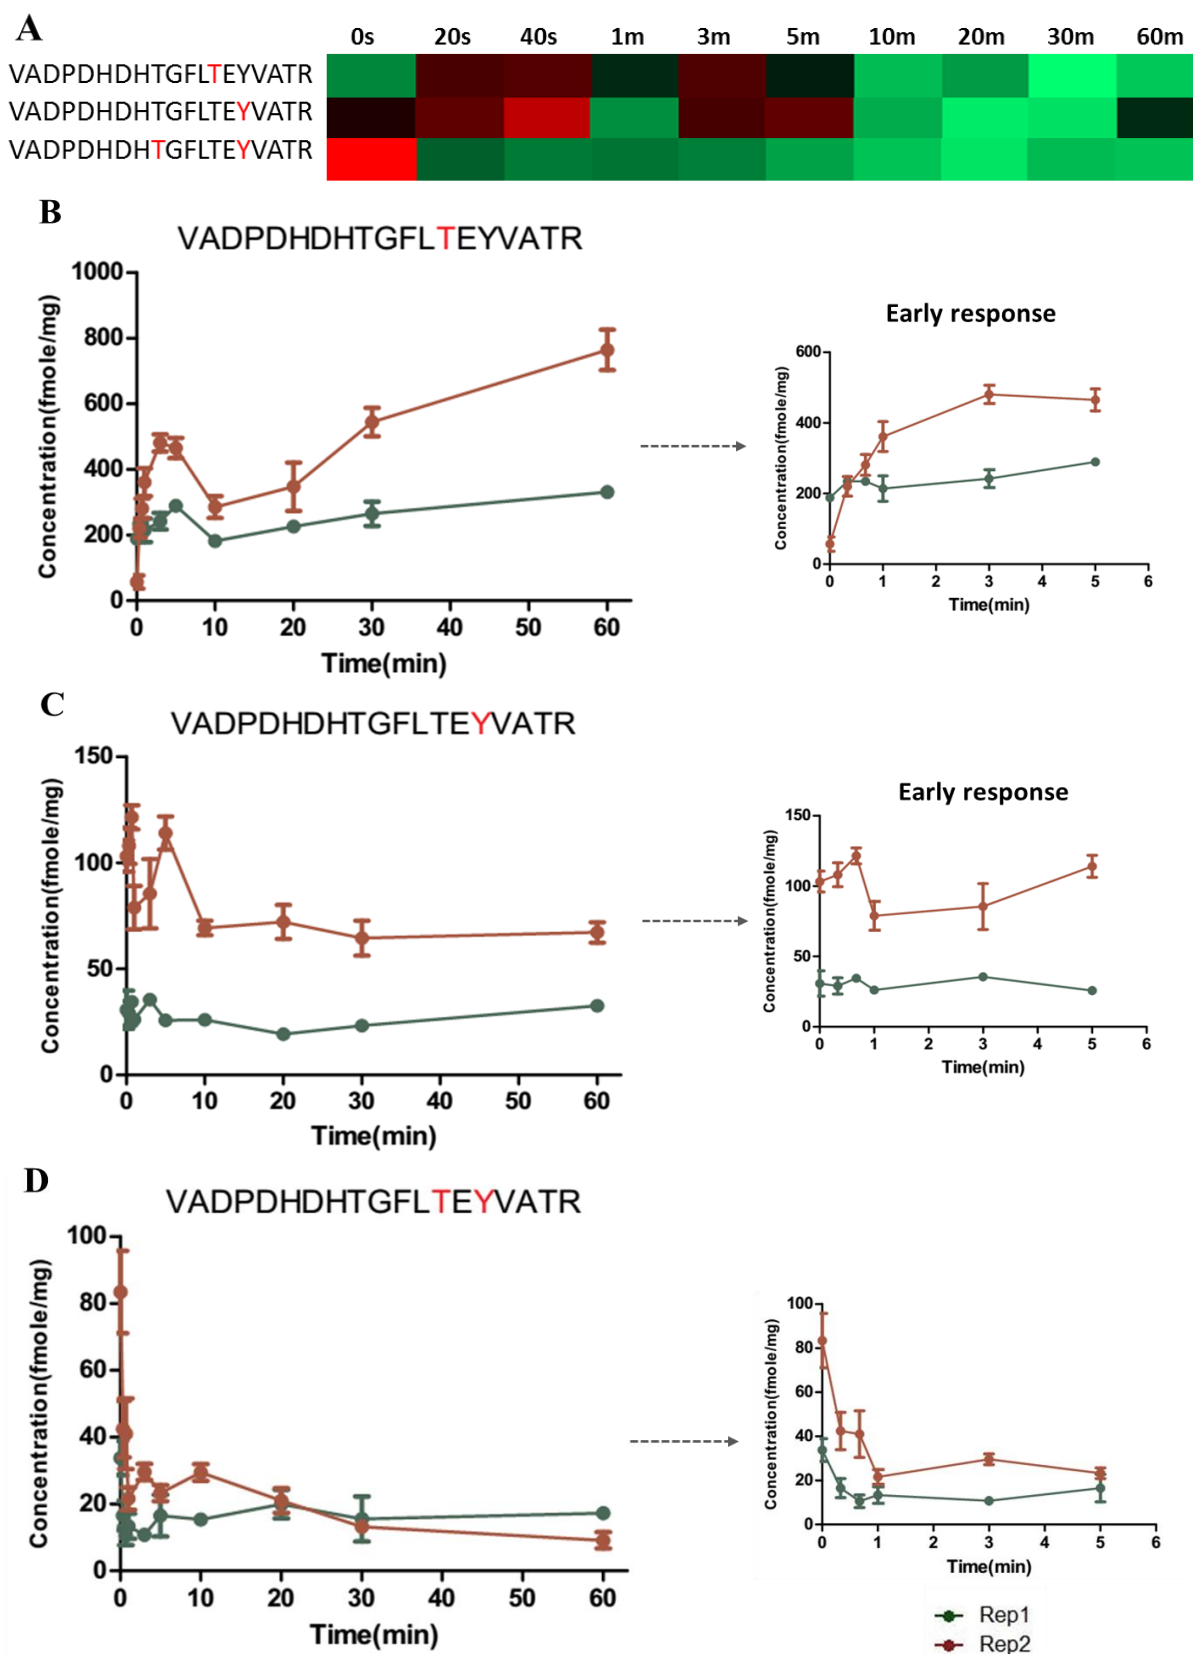 A
0s 20s 40s 1m 3m 5m 10m 20m 30m 60m
VADPDHDHTGFLTEYVATR
VADPDHDHTGFLTEYVATR
VADPDHDHTGFLTEYVATR
B
VADPDHDHTGFLTEYVATR
Concentration(fmole/mg)
1000
800
600
400
200
0
0 10 20 30 40 50 60
Time(min)
Early response
Concentration(fmole/mg)
600
400
200
0
0 1 2 3 4 5 6
Time(min)
C
VADPDHDHTGFLTEYVATR
Concentration(fmole/mg)
150
100
50
0
0 10 20 30 40 50 60
Time(min)
Early response
Concentration(fmole/mg)
150
100
50
0
0 1 2 3 4 5 6
Time(min)
D
VADPDHDHTGFLTEYVATR
Concentration(fmole/mg)
100
80
60
40
20
0
0 10 20 30 40 50 60
Time(min)
Concentration(fmole/mg)
100
80
60
40
20
0
0 1 2 3 4 5 6
Time(min)
Rep1
Rep2